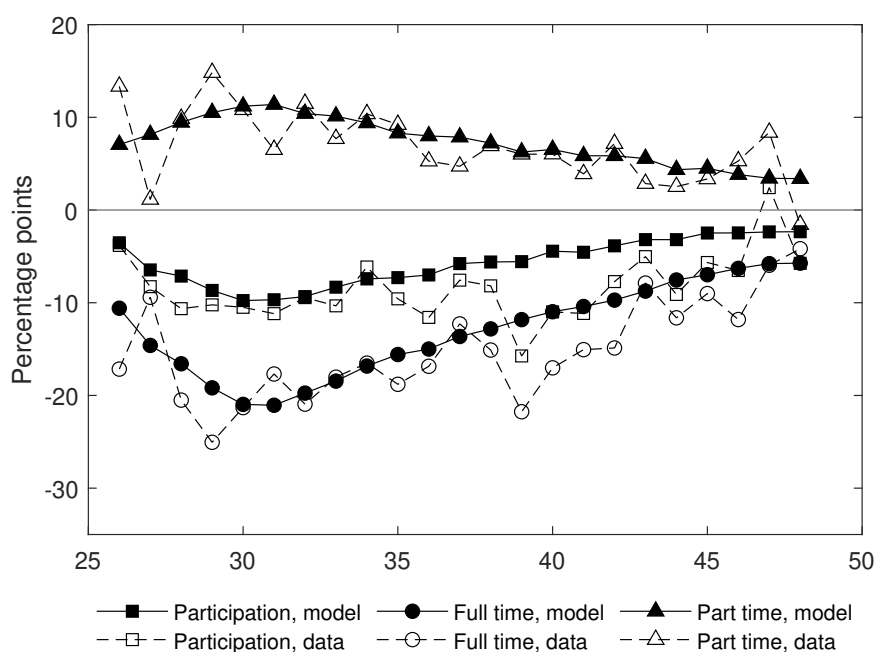 20
10
0
-10
-20
-30
Percentage points
25 30 35 40 45 50
Participation, model Full time, model Part time, model
Participation, data Full time, data Part time, data